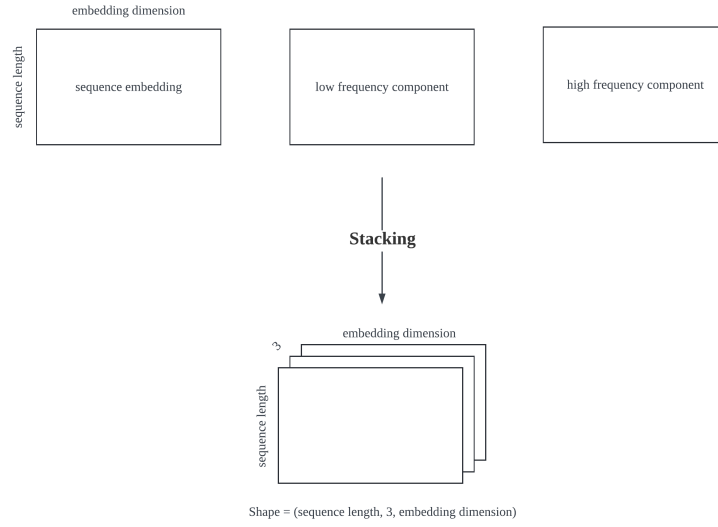 embedding dimension
sequence length
sequence embedding
low frequency component
high frequency component
Stacking
embedding dimension
3
sequence length
Shape = (sequence length, 3, embedding dimension)